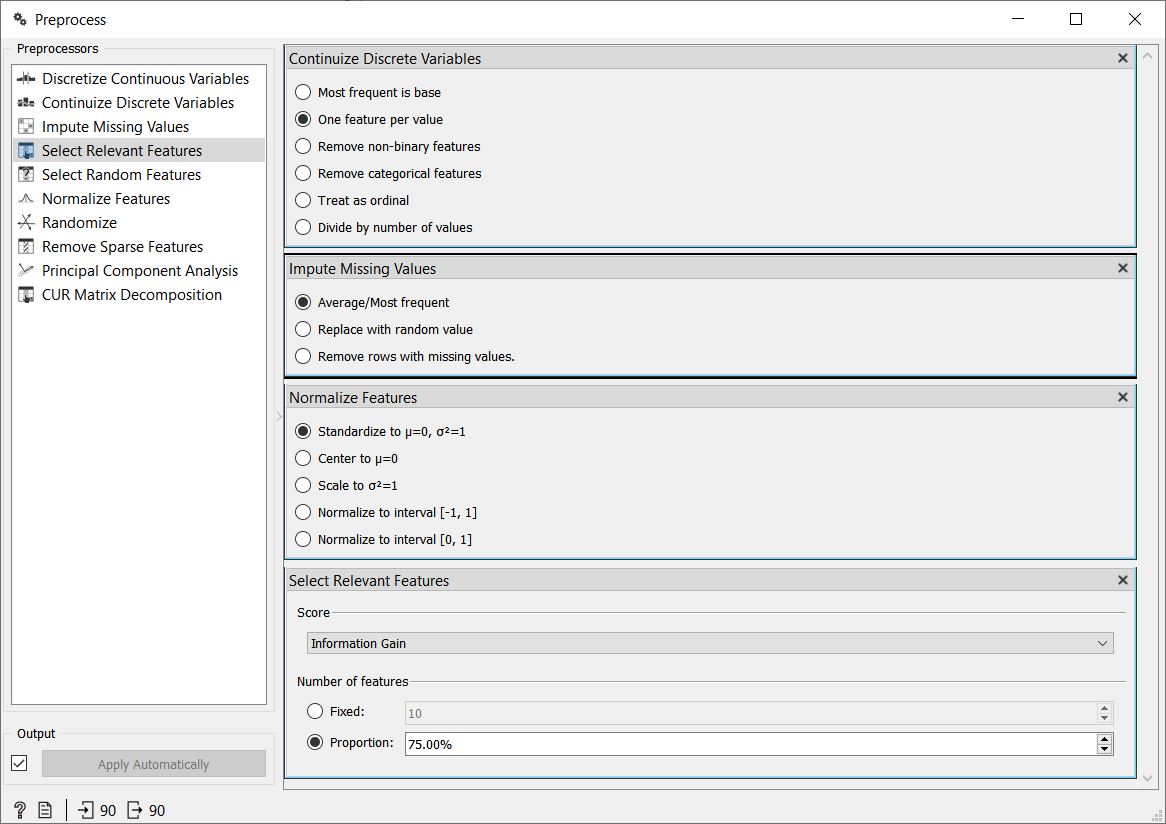 Preprocess
Preprocessors
Discretize Continuous Variables
Continuize Discrete Variables
Impute Missing Values
Select Relevant Features
Select Random Features
Normalize Features
Randomize
Remove Sparse Features
Principal Component Analysis
CUR Matrix Decomposition
Output
Apply Automatically
? | 90 90
Continuize Discrete Variables
Most frequent is base
One feature per value
Remove non-binary features
Remove categorical features
Treat as ordinal
Divide by number of values
Impute Missing Values
Average/Most frequent
Replace with random value
Remove rows with missing values.
Normalize Features
Standardize to μ=0, σ²=1
Center to μ=0
Scale to σ²=1
Normalize to interval [-1, 1]
Normalize to interval [0, 1]
Select Relevant Features
Score
Information Gain
Number of features
Fixed: 10
Proportion: 75.00%